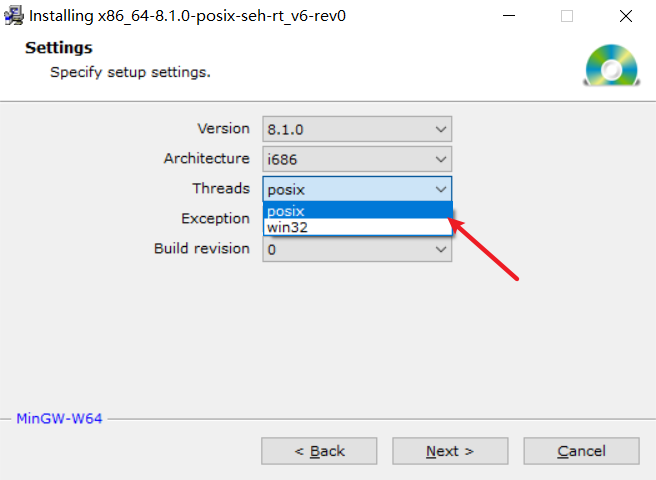 Installing x86_64-8.1.0-posix-seh-rt_v6-rev0
Settings
Specify setup settings.
Version 8.1.0
Architecture i686
Threads posix
posix
Exception
win32
Build revision 0
MinGW-W64
< Back Next > Cancel